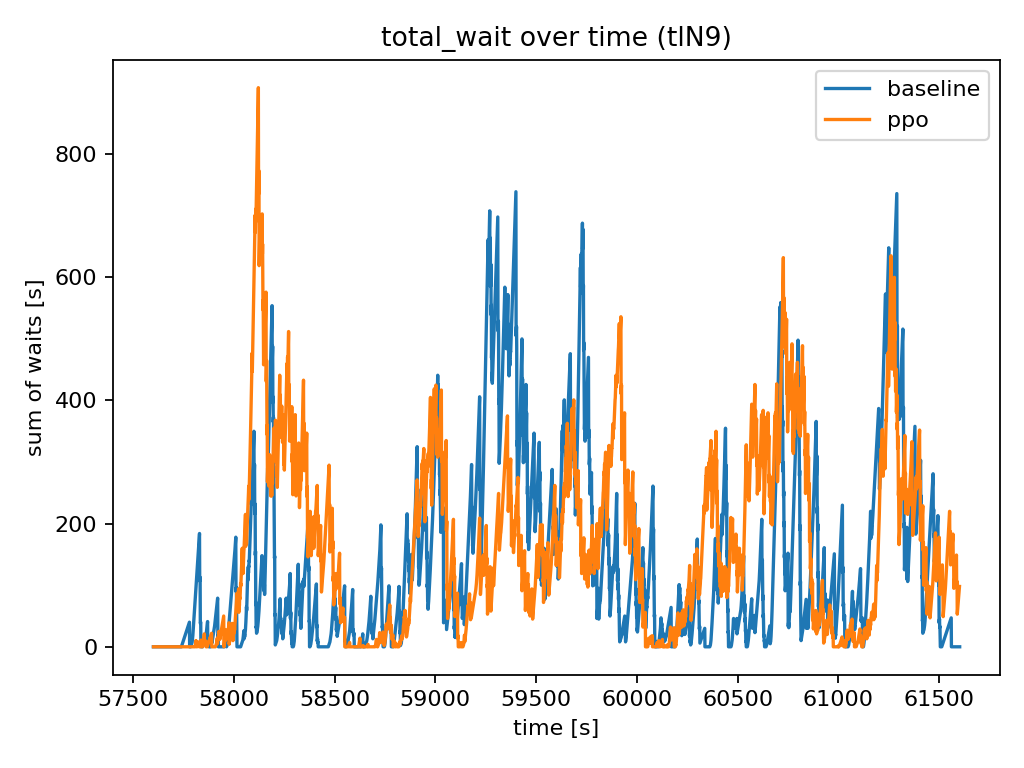 total_wait over time (tlN9)
baseline
ppo
sum of waits [s]
800
600
400
200
0
57500 58000 58500 59000 59500 60000 60500 61000 61500
time [s]